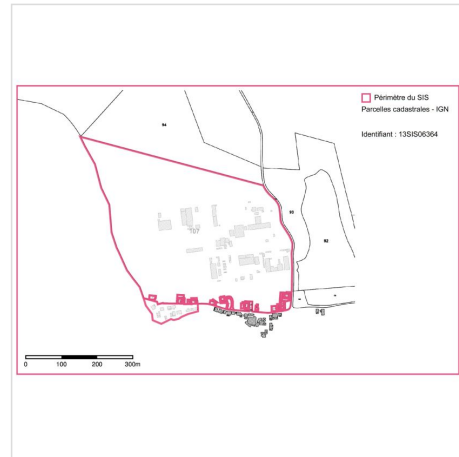 Périmètre du SIS
Parcelles cadastrales - IGN
Identifiant : 13SIS06364
94
107
93
92
0 100 200 300m